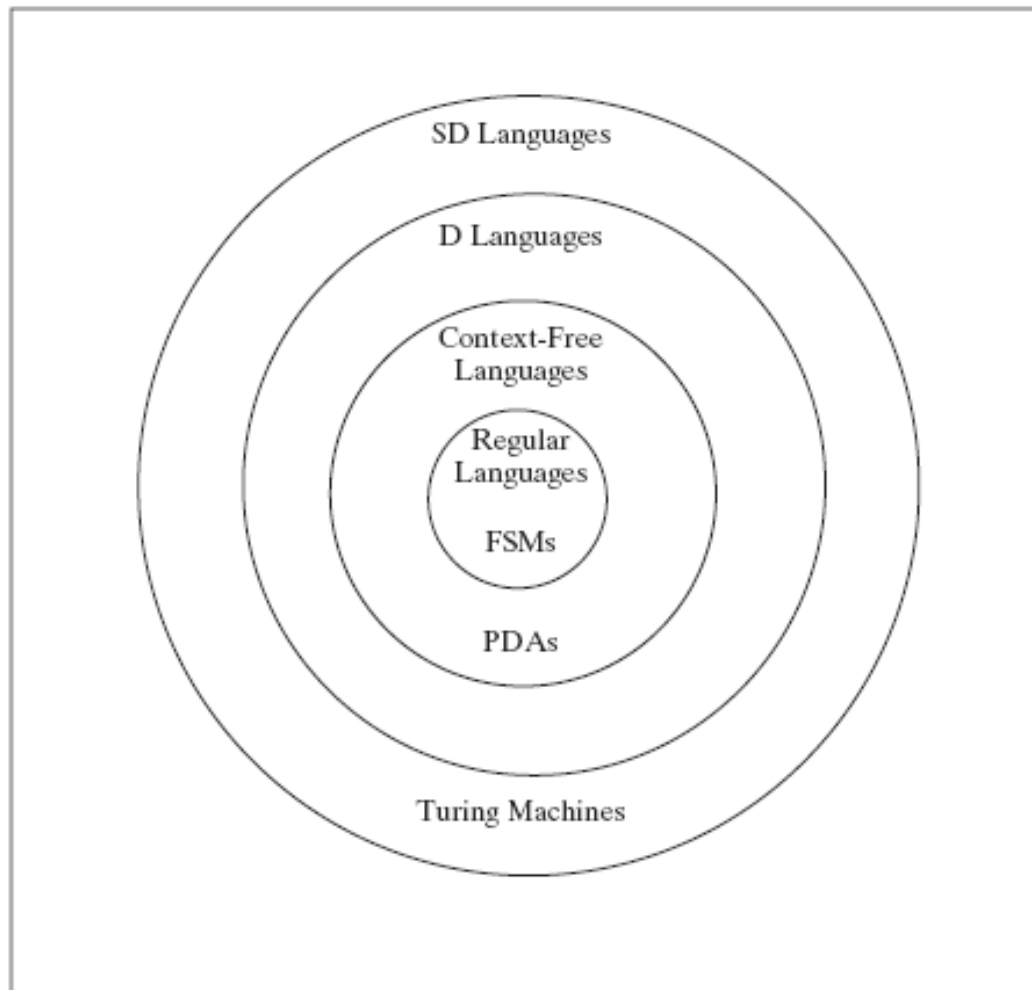 SD Languages
D Languages
Context-Free
Languages
Regular
Languages
FSMs
PDAs
Turing Machines